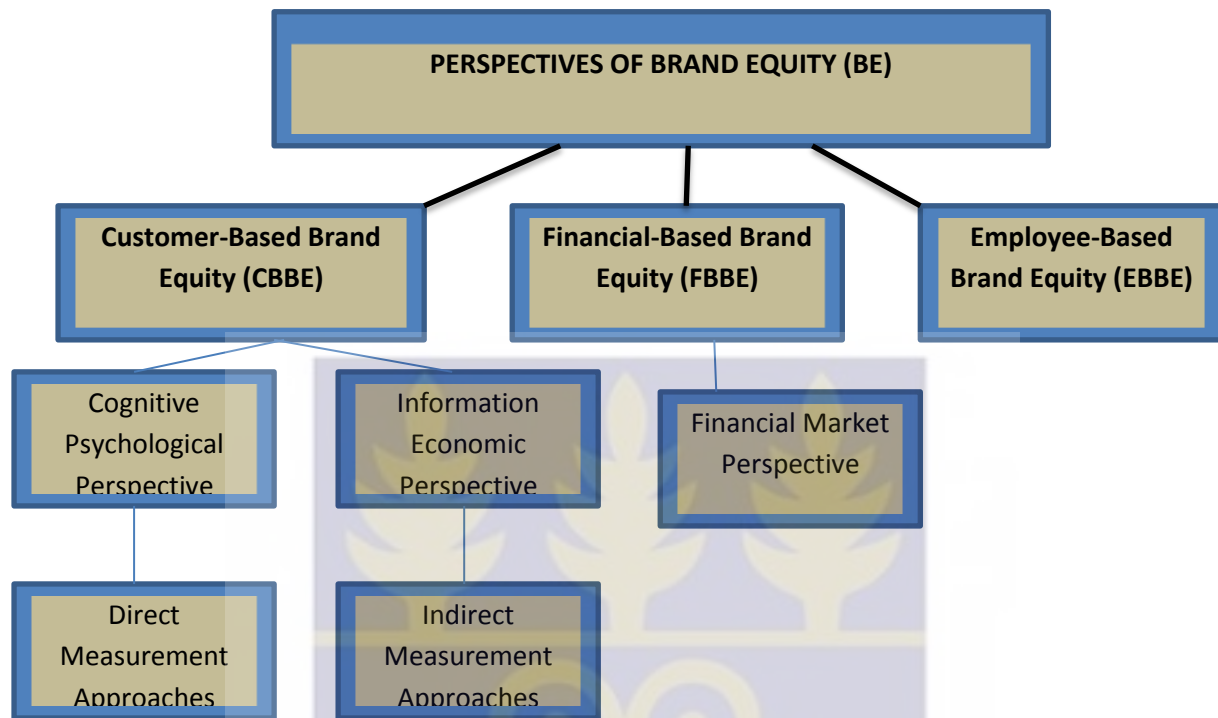 PERSPECTIVES OF BRAND EQUITY (BE)
Customer-Based Brand
Equity (CBBE)
Financial-Based Brand
Equity (FBBE)
Employee-Based
Brand Equity (EBBE)
Cognitive
Psychological
Perspective
Information
Economic
Perspective
Financial Market
Perspective
Direct
Measurement
Approaches
Indirect
Measurement
Approaches